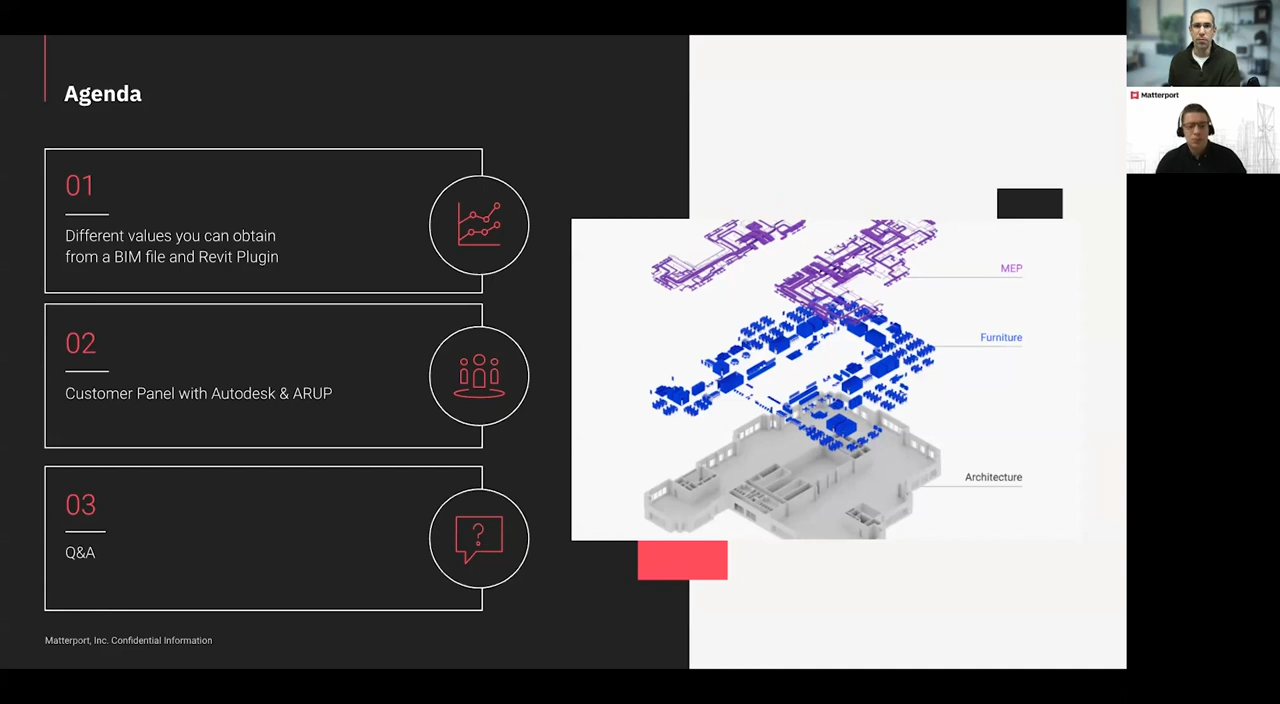 Agenda
01
Different values you can obtain
from a BIM file and Revit Plugin
02
Customer Panel with Autodesk & ARUP
03
?
Q&A
Matterport, Inc. Confidential Information
MEP
Furniture
Architecture
Matterport